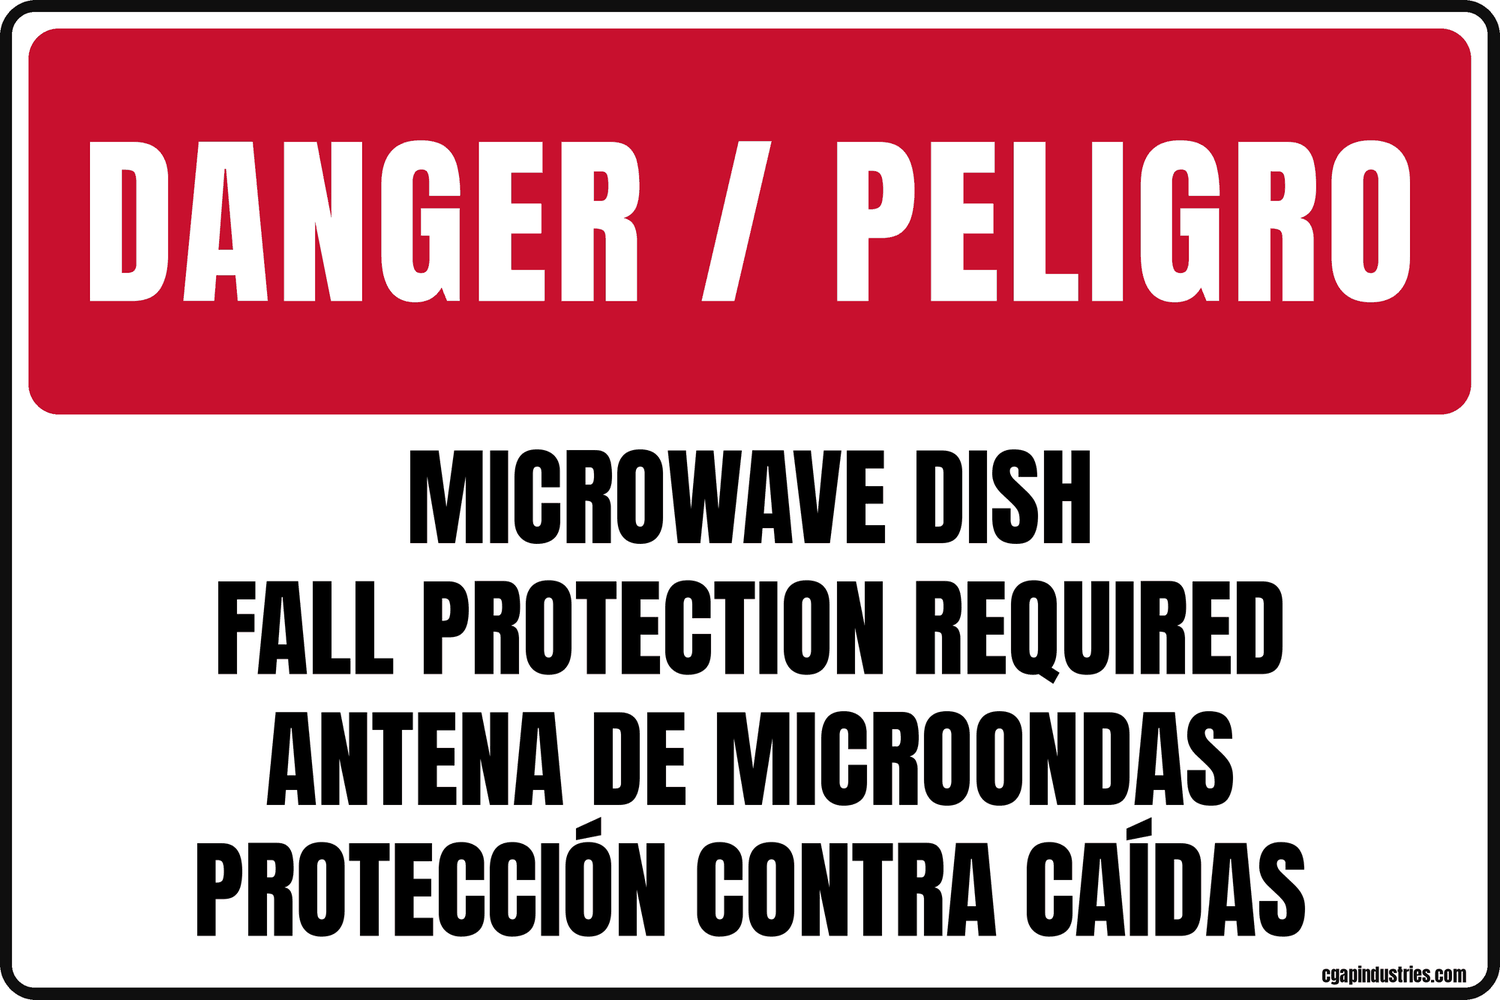 DANGER / PELIGRO
MICROWAVE DISH
FALL PROTECTION REQUIRED
ANTENA DE MICROONDAS
PROTECCIÓN CONTRA CAÍDAS
cgapindustries.com